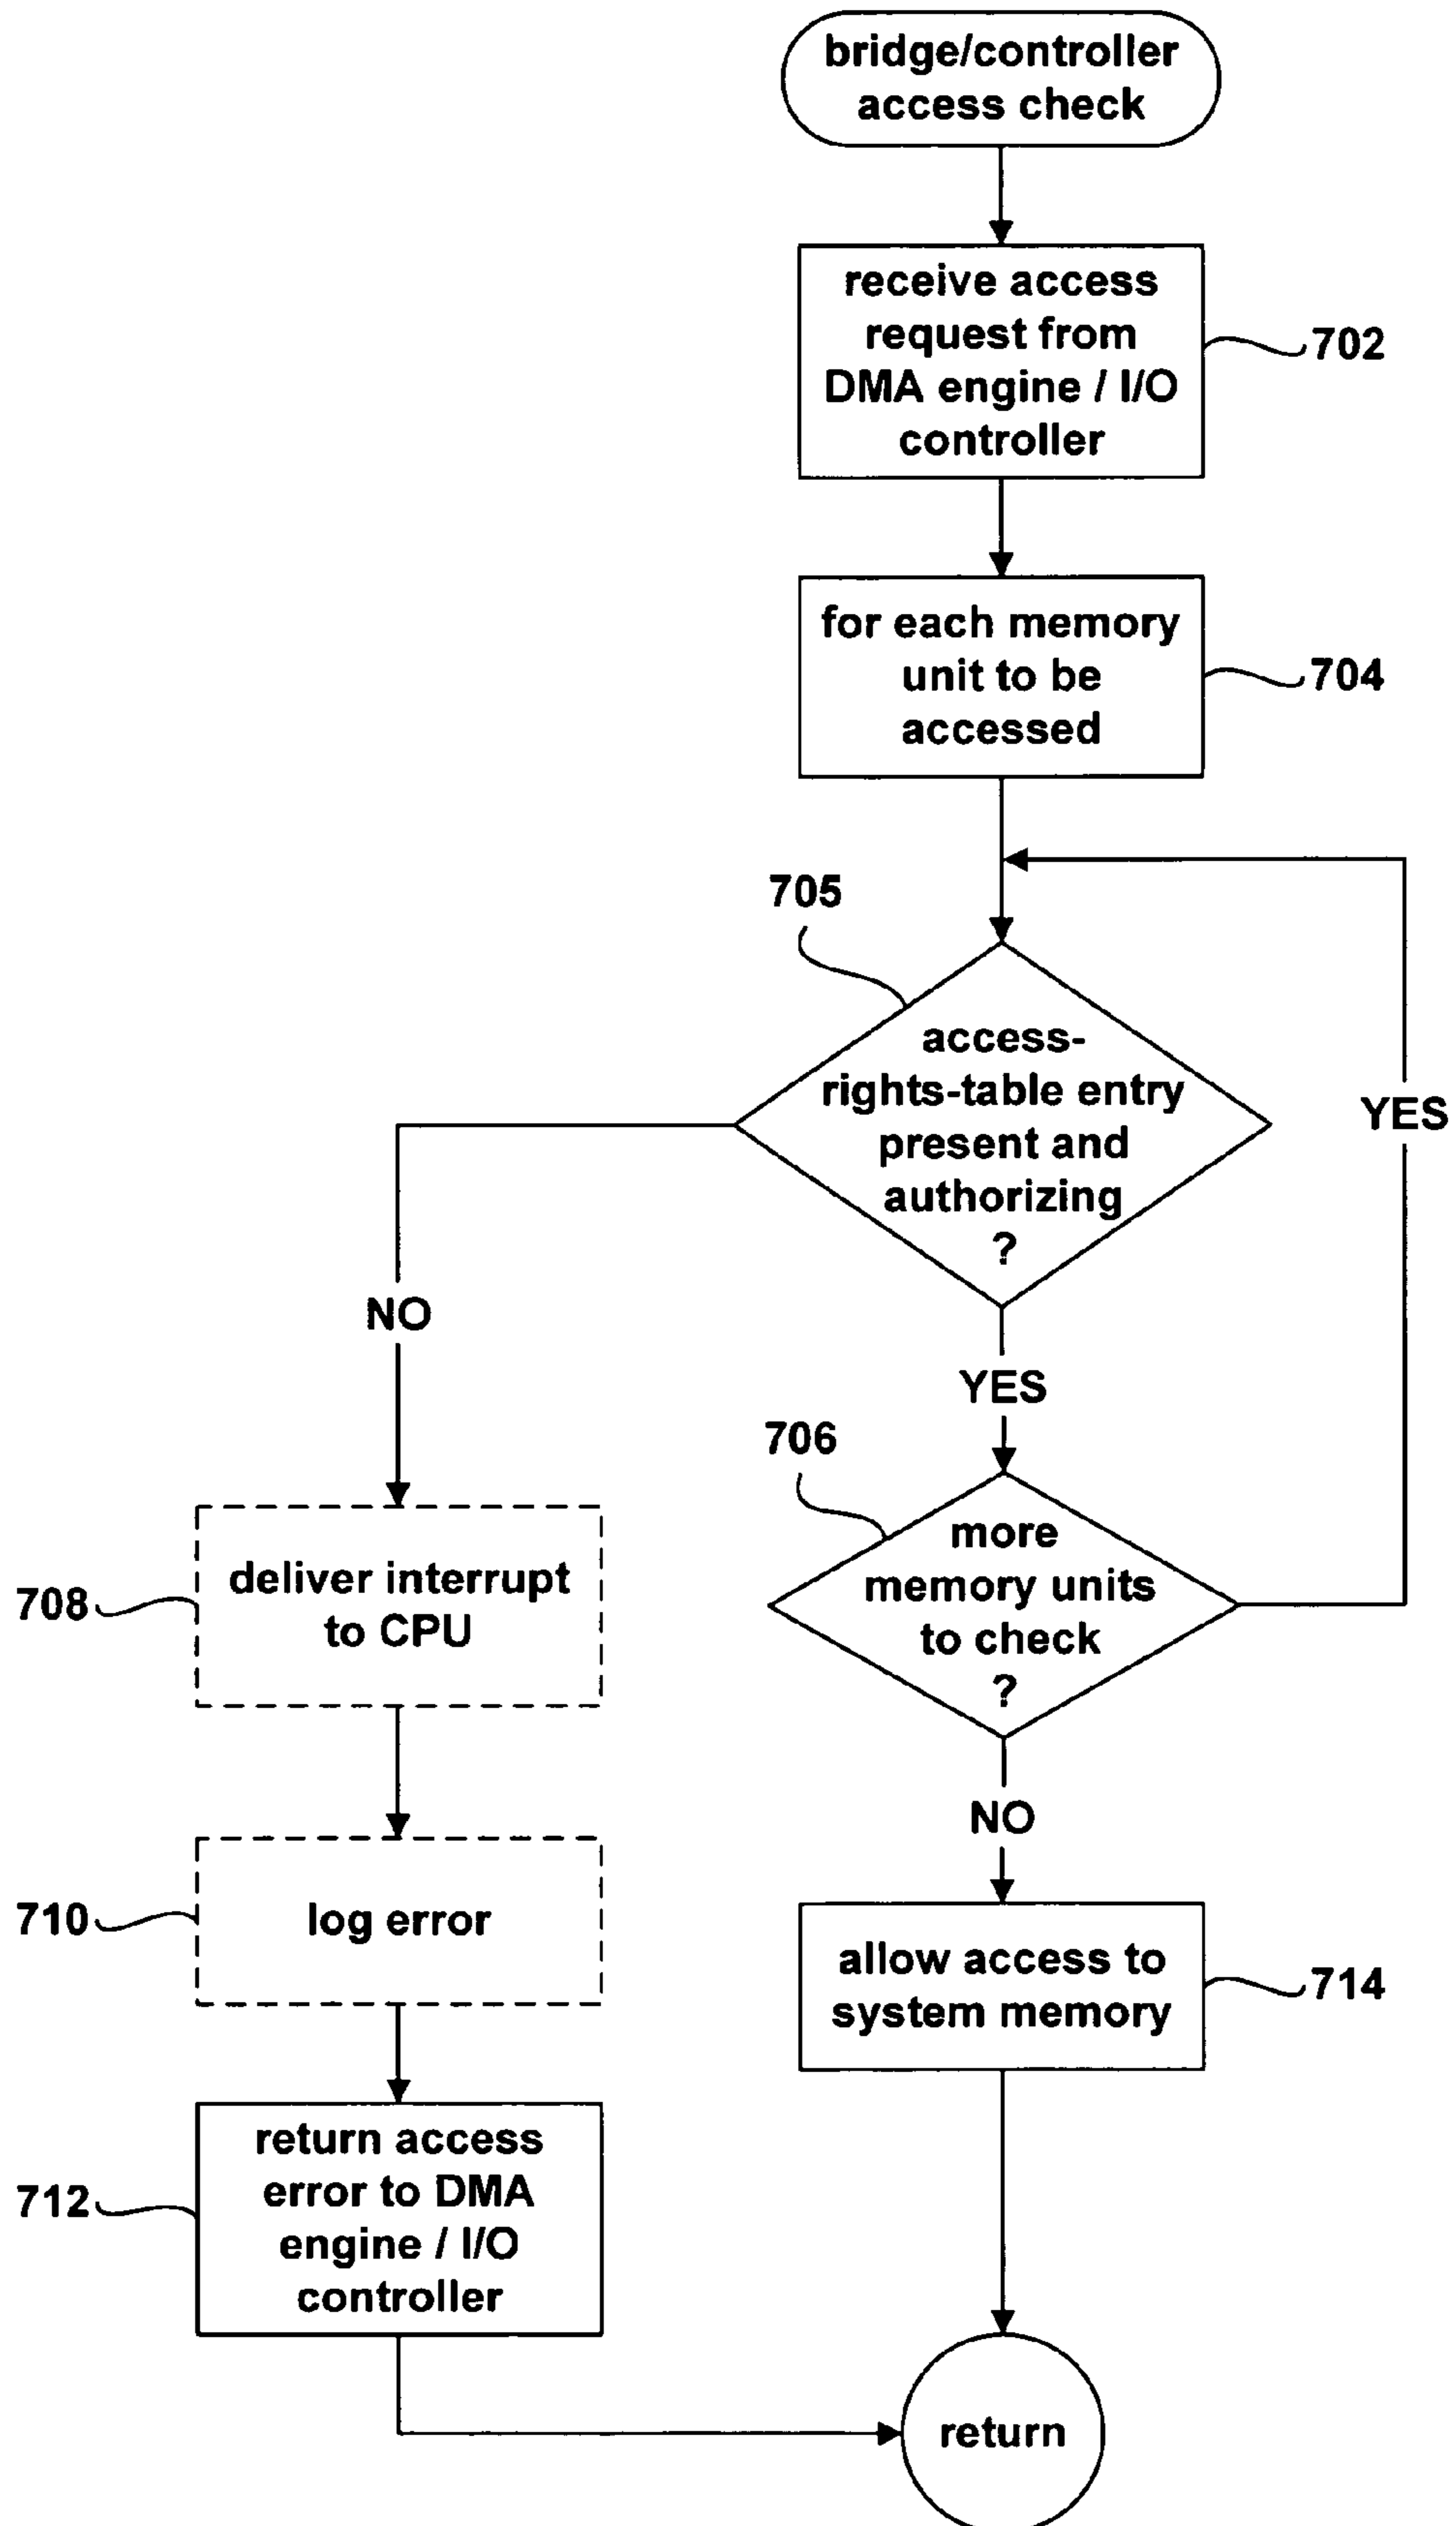 bridge/controller
access check
receive access
request from
DMA engine / I/O
controller
702
for each memory
unit to be
accessed
704
705
access-
rights-table entry
present and
authorizing
?
YES
NO
YES
706
more
memory units
to check
?
708
deliver interrupt
to CPU
NO
710
log error
allow access to
system memory
714
712
return access
error to DMA
engine / I/O
controller
return